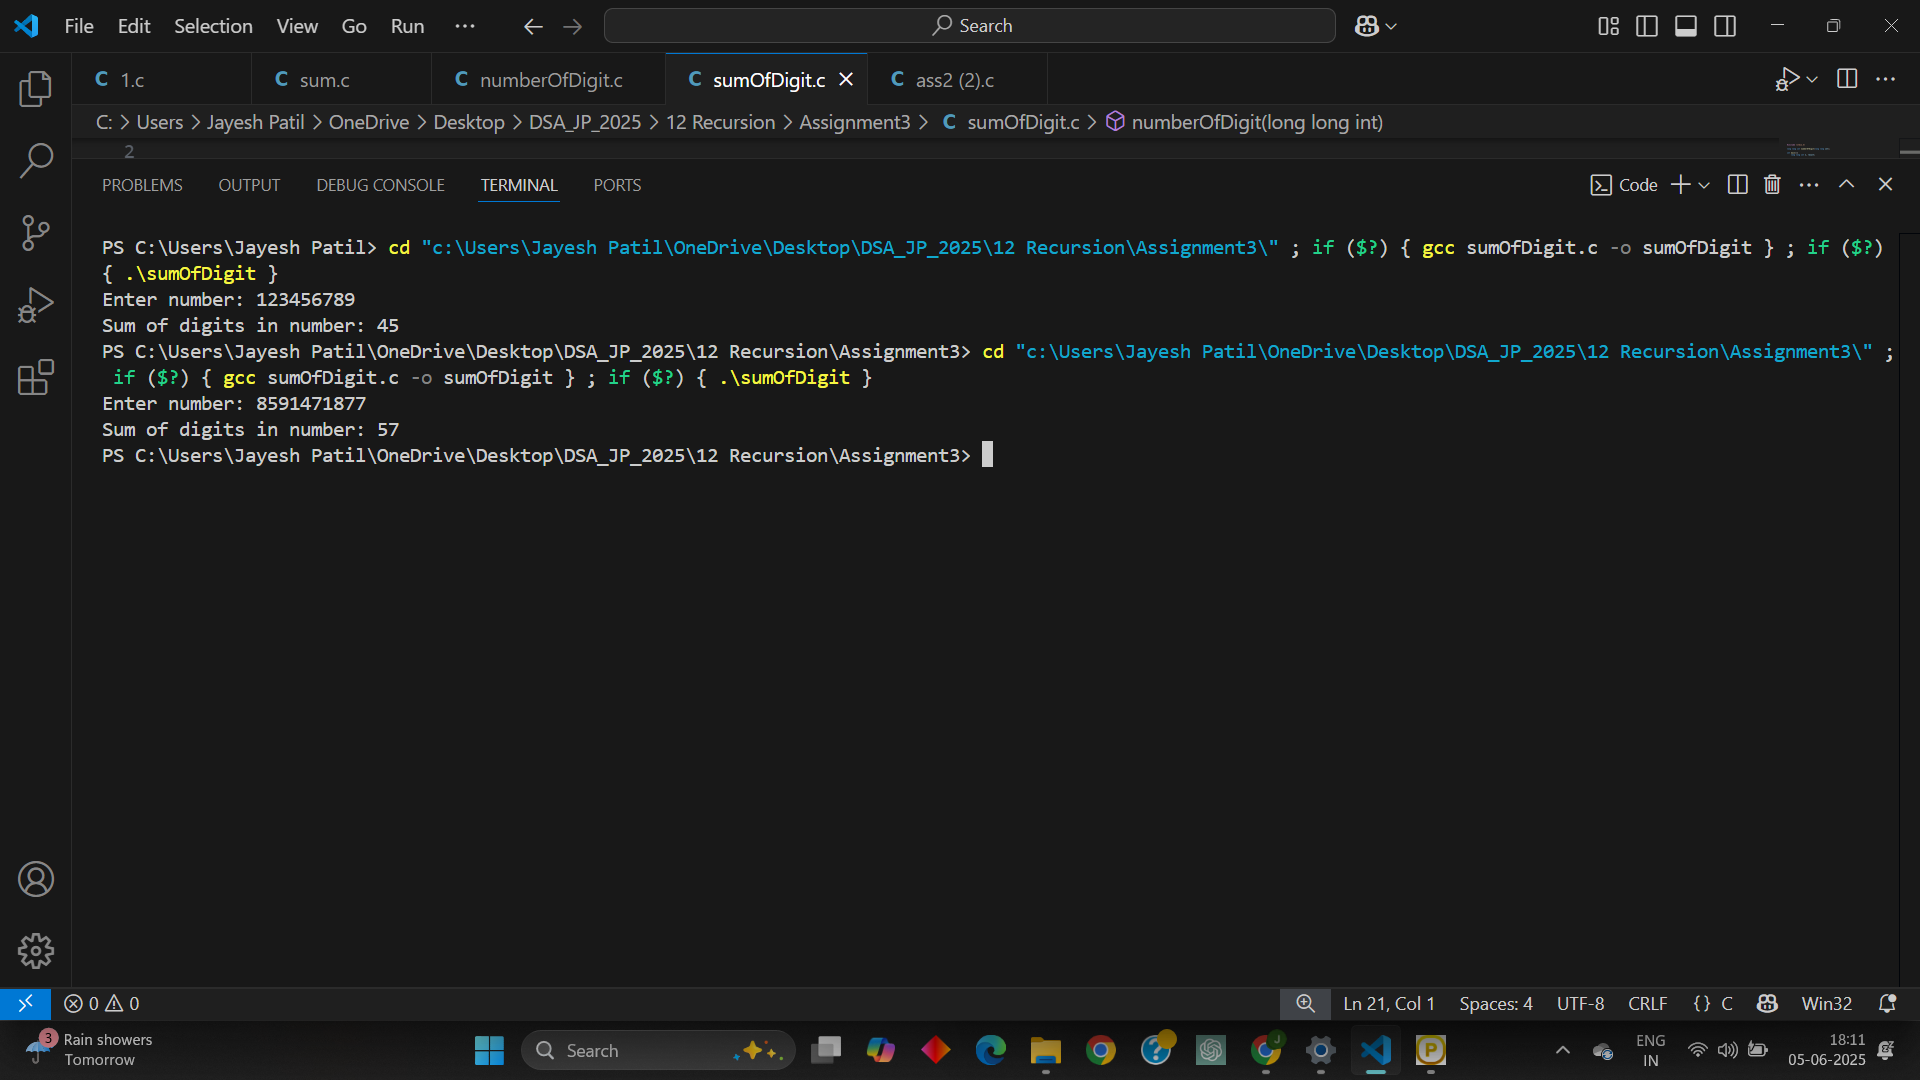 File Edit Selection View Go Run ··· Search
C 1.c C sum.c C numberOfDigit.c C sumOfDigit.c C ass2 (2).c
C: > Users > Jayesh Patil > OneDrive > Desktop > DSA_JP_2025 > 12 Recursion > Assignment3 > C sumOfDigit.c > numberOfDigit(long long int)
2
PROBLEMS OUTPUT DEBUG CONSOLE TERMINAL PORTS Code
PS C:\Users\Jayesh Patil> cd "c:\Users\Jayesh Patil\OneDrive\Desktop\DSA_JP_2025\12 Recursion\Assignment3\" ; if ($?) { gcc sumOfDigit.c -o sumOfDigit } ; if ($?)
{ .\sumOfDigit }
Enter number: 123456789
Sum of digits in number: 45
PS C:\Users\Jayesh Patil\OneDrive\Desktop\DSA_JP_2025\12 Recursion\Assignment3> cd "c:\Users\Jayesh Patil\OneDrive\Desktop\DSA_JP_2025\12 Recursion\Assignment3\" ;
if ($?) { gcc sumOfDigit.c -o sumOfDigit } ; if ($?) { .\sumOfDigit }
Enter number: 8591471877
Sum of digits in number: 57
PS C:\Users\Jayesh Patil\OneDrive\Desktop\DSA_JP_2025\12 Recursion\Assignment3>
0 0 Ln 21, Col 1 Spaces: 4 UTF-8 CRLF {} C Win32
3 Rain showers
Tomorrow
Search
J
P
ENG
IN
18:11
05-06-2025